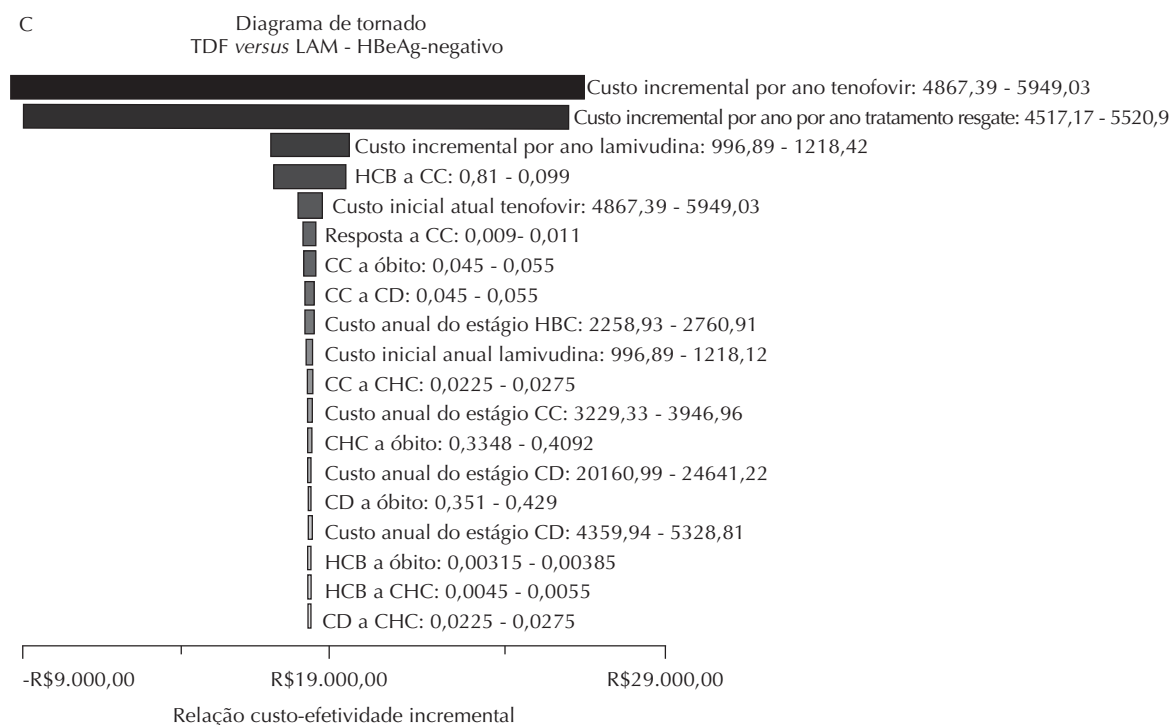 C
Diagrama de tornado
TDF versus LAM - HBeAg-negativo
Custo incremental por ano tenofovir: 4867,39 - 5949,03
Custo incremental por ano por ano tratamento resgate: 4517,17 - 5520,9
Custo incremental por ano lamivudina: 996,89 - 1218,42
HCB a CC: 0,81 - 0,099
Custo inicial atual tenofovir: 4867,39 - 5949,03
Resposta a CC: 0,009- 0,011
CC a óbito: 0,045 - 0,055
CC a CD: 0,045 - 0,055
Custo anual do estágio HBC: 2258,93 - 2760,91
Custo inicial anual lamivudina: 996,89 - 1218,12
CC a CHC: 0,0225 - 0,0275
Custo anual do estágio CC: 3229,33 - 3946,96
CHC a óbito: 0,3348 - 0,4092
Custo anual do estágio CD: 20160,99 - 24641,22
CD a óbito: 0,351 - 0,429
Custo anual do estágio CD: 4359,94 - 5328,81
HCB a óbito: 0,00315 - 0,00385
HCB a CHC: 0,0045 - 0,0055
CD a CHC: 0,0225 - 0,0275
-R$9.000,00 R$19.000,00 R$29.000,00
Relação custo-efetividade incremental